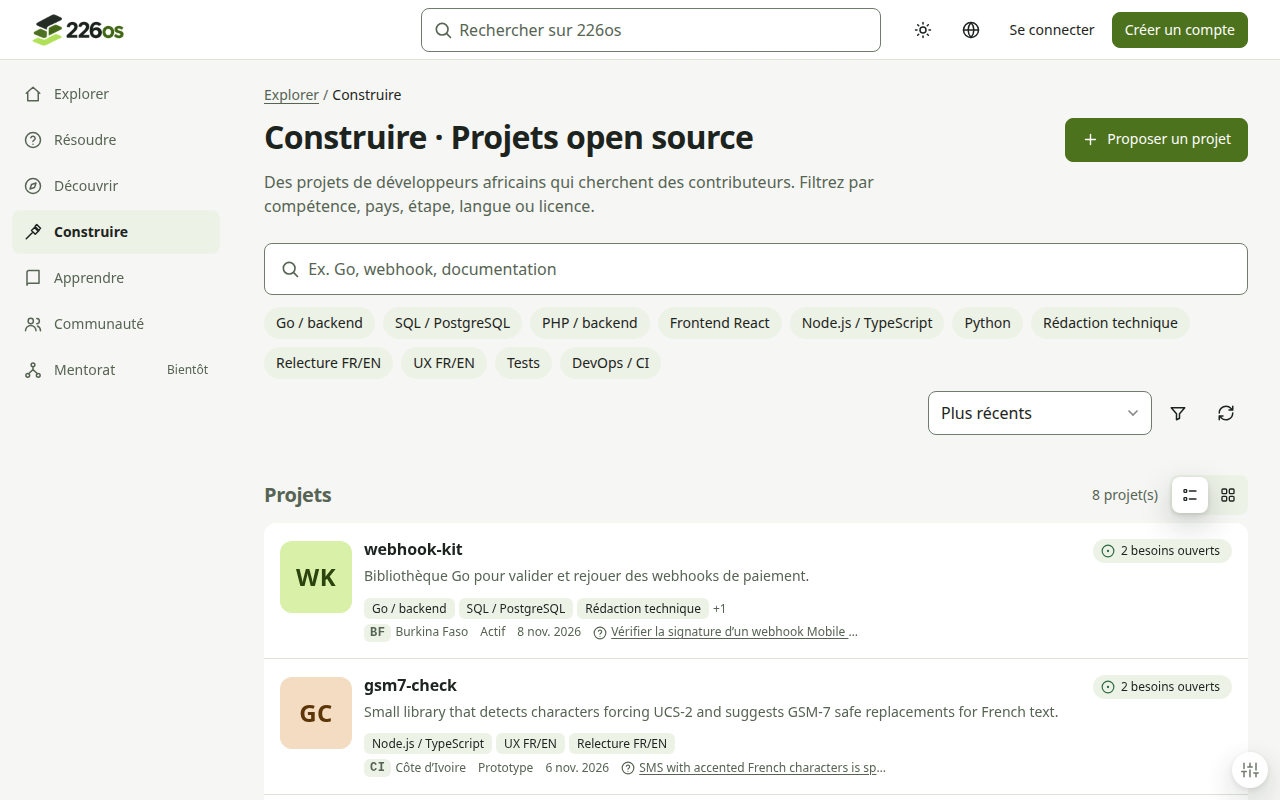 226os
Rechercher sur 226os
Se connecter
Créer un compte
Explorer
Résoudre
Découvrir
Construire
Apprendre
Communauté
Mentorat
Bientôt
Explorer / Construire
Construire · Projets open source
Proposer un projet
Des projets de développeurs africains qui cherchent des contributeurs. Filtrez par
compétence, pays, étape, langue ou licence.
Ex. Go, webhook, documentation
Go / backend
SQL / PostgreSQL
PHP / backend
Frontend React
Node.js / TypeScript
Python
Rédaction technique
Relecture FR/EN
UX FR/EN
Tests
DevOps / CI
Plus récents
Projets
8 projet(s)
WK
webhook-kit
2 besoins ouverts
Bibliothèque Go pour valider et rejouer des webhooks de paiement.
Go / backend
SQL / PostgreSQL
Rédaction technique
+1
BF Burkina Faso Actif 8 nov. 2026 Vérifier la signature d’un webhook Mobile …
GC
gsm7-check
2 besoins ouverts
Small library that detects characters forcing UCS-2 and suggests GSM-7 safe replacements for French text.
Node.js / TypeScript
UX FR/EN
Relecture FR/EN
CI Côte d’Ivoire Prototype 6 nov. 2026 SMS with accented French characters is sp…